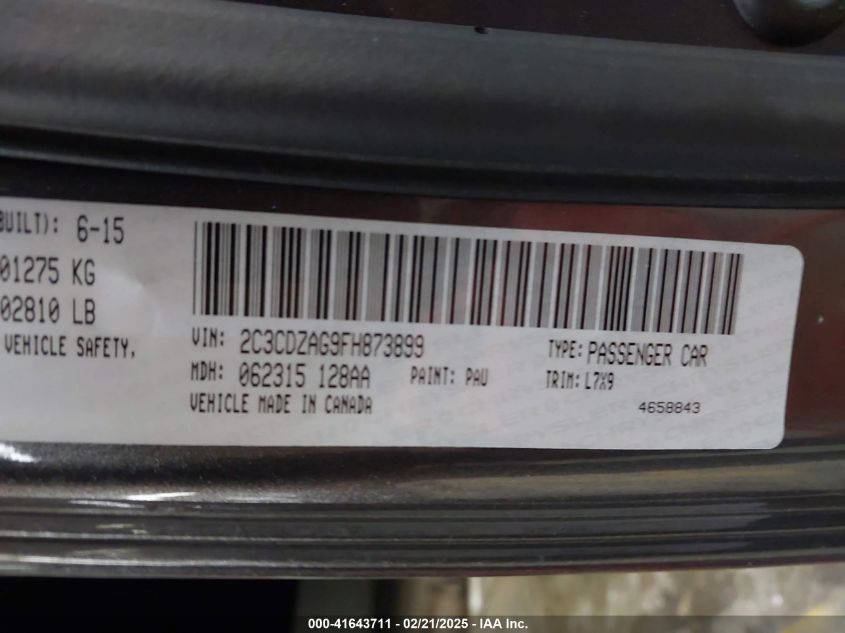 BUILT): 6-15
01275 KG
02810 LB
VEHICLE SAFETY.
VIN: 2C3CDZAG9FH873899
TYPE: PASSENGER CAR
MDH: 062315 128AA
PAINT: PAU
TRIM: L7X9
VEHICLE MADE IN CANADA
4658843
000-41643711 — 02/21/2025 — IAA Inc.